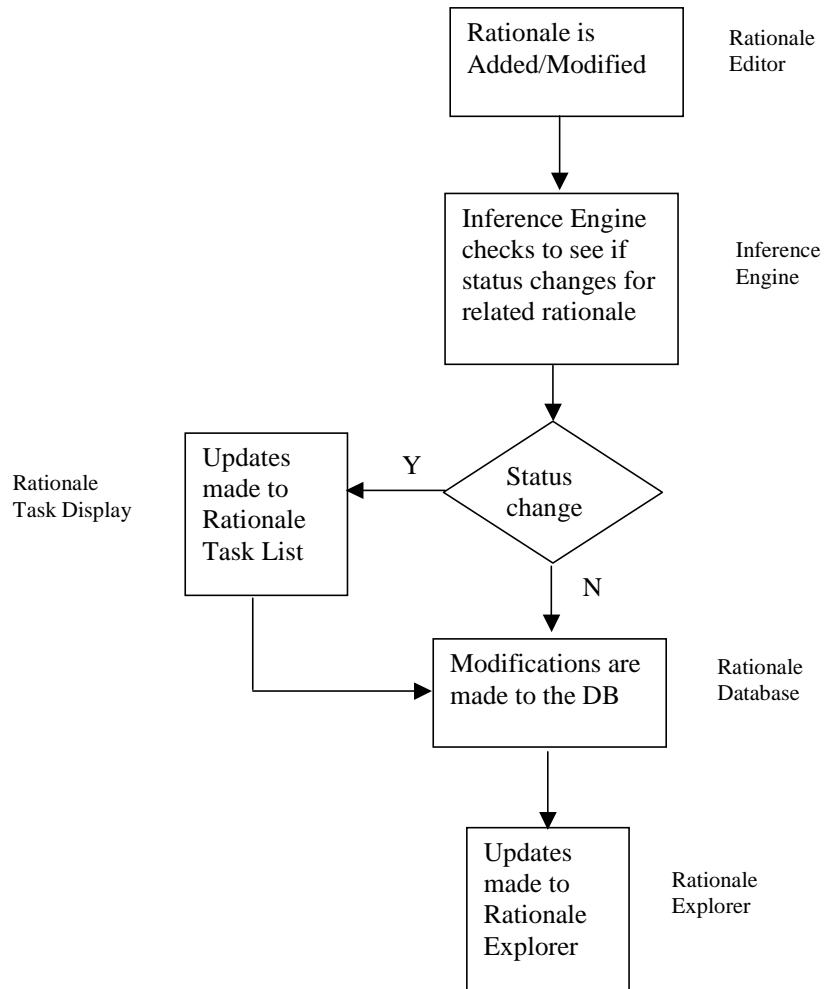 Rationale is
Added/Modified
Rationale
Editor
Inference Engine
checks to see if
status changes for
related rationale
Inference
Engine
Rationale
Task Display
Updates
made to
Rationale
Task List
Y
Status
change
N
Modifications are
made to the DB
Rationale
Database
Updates
made to
Rationale
Explorer
Rationale
Explorer